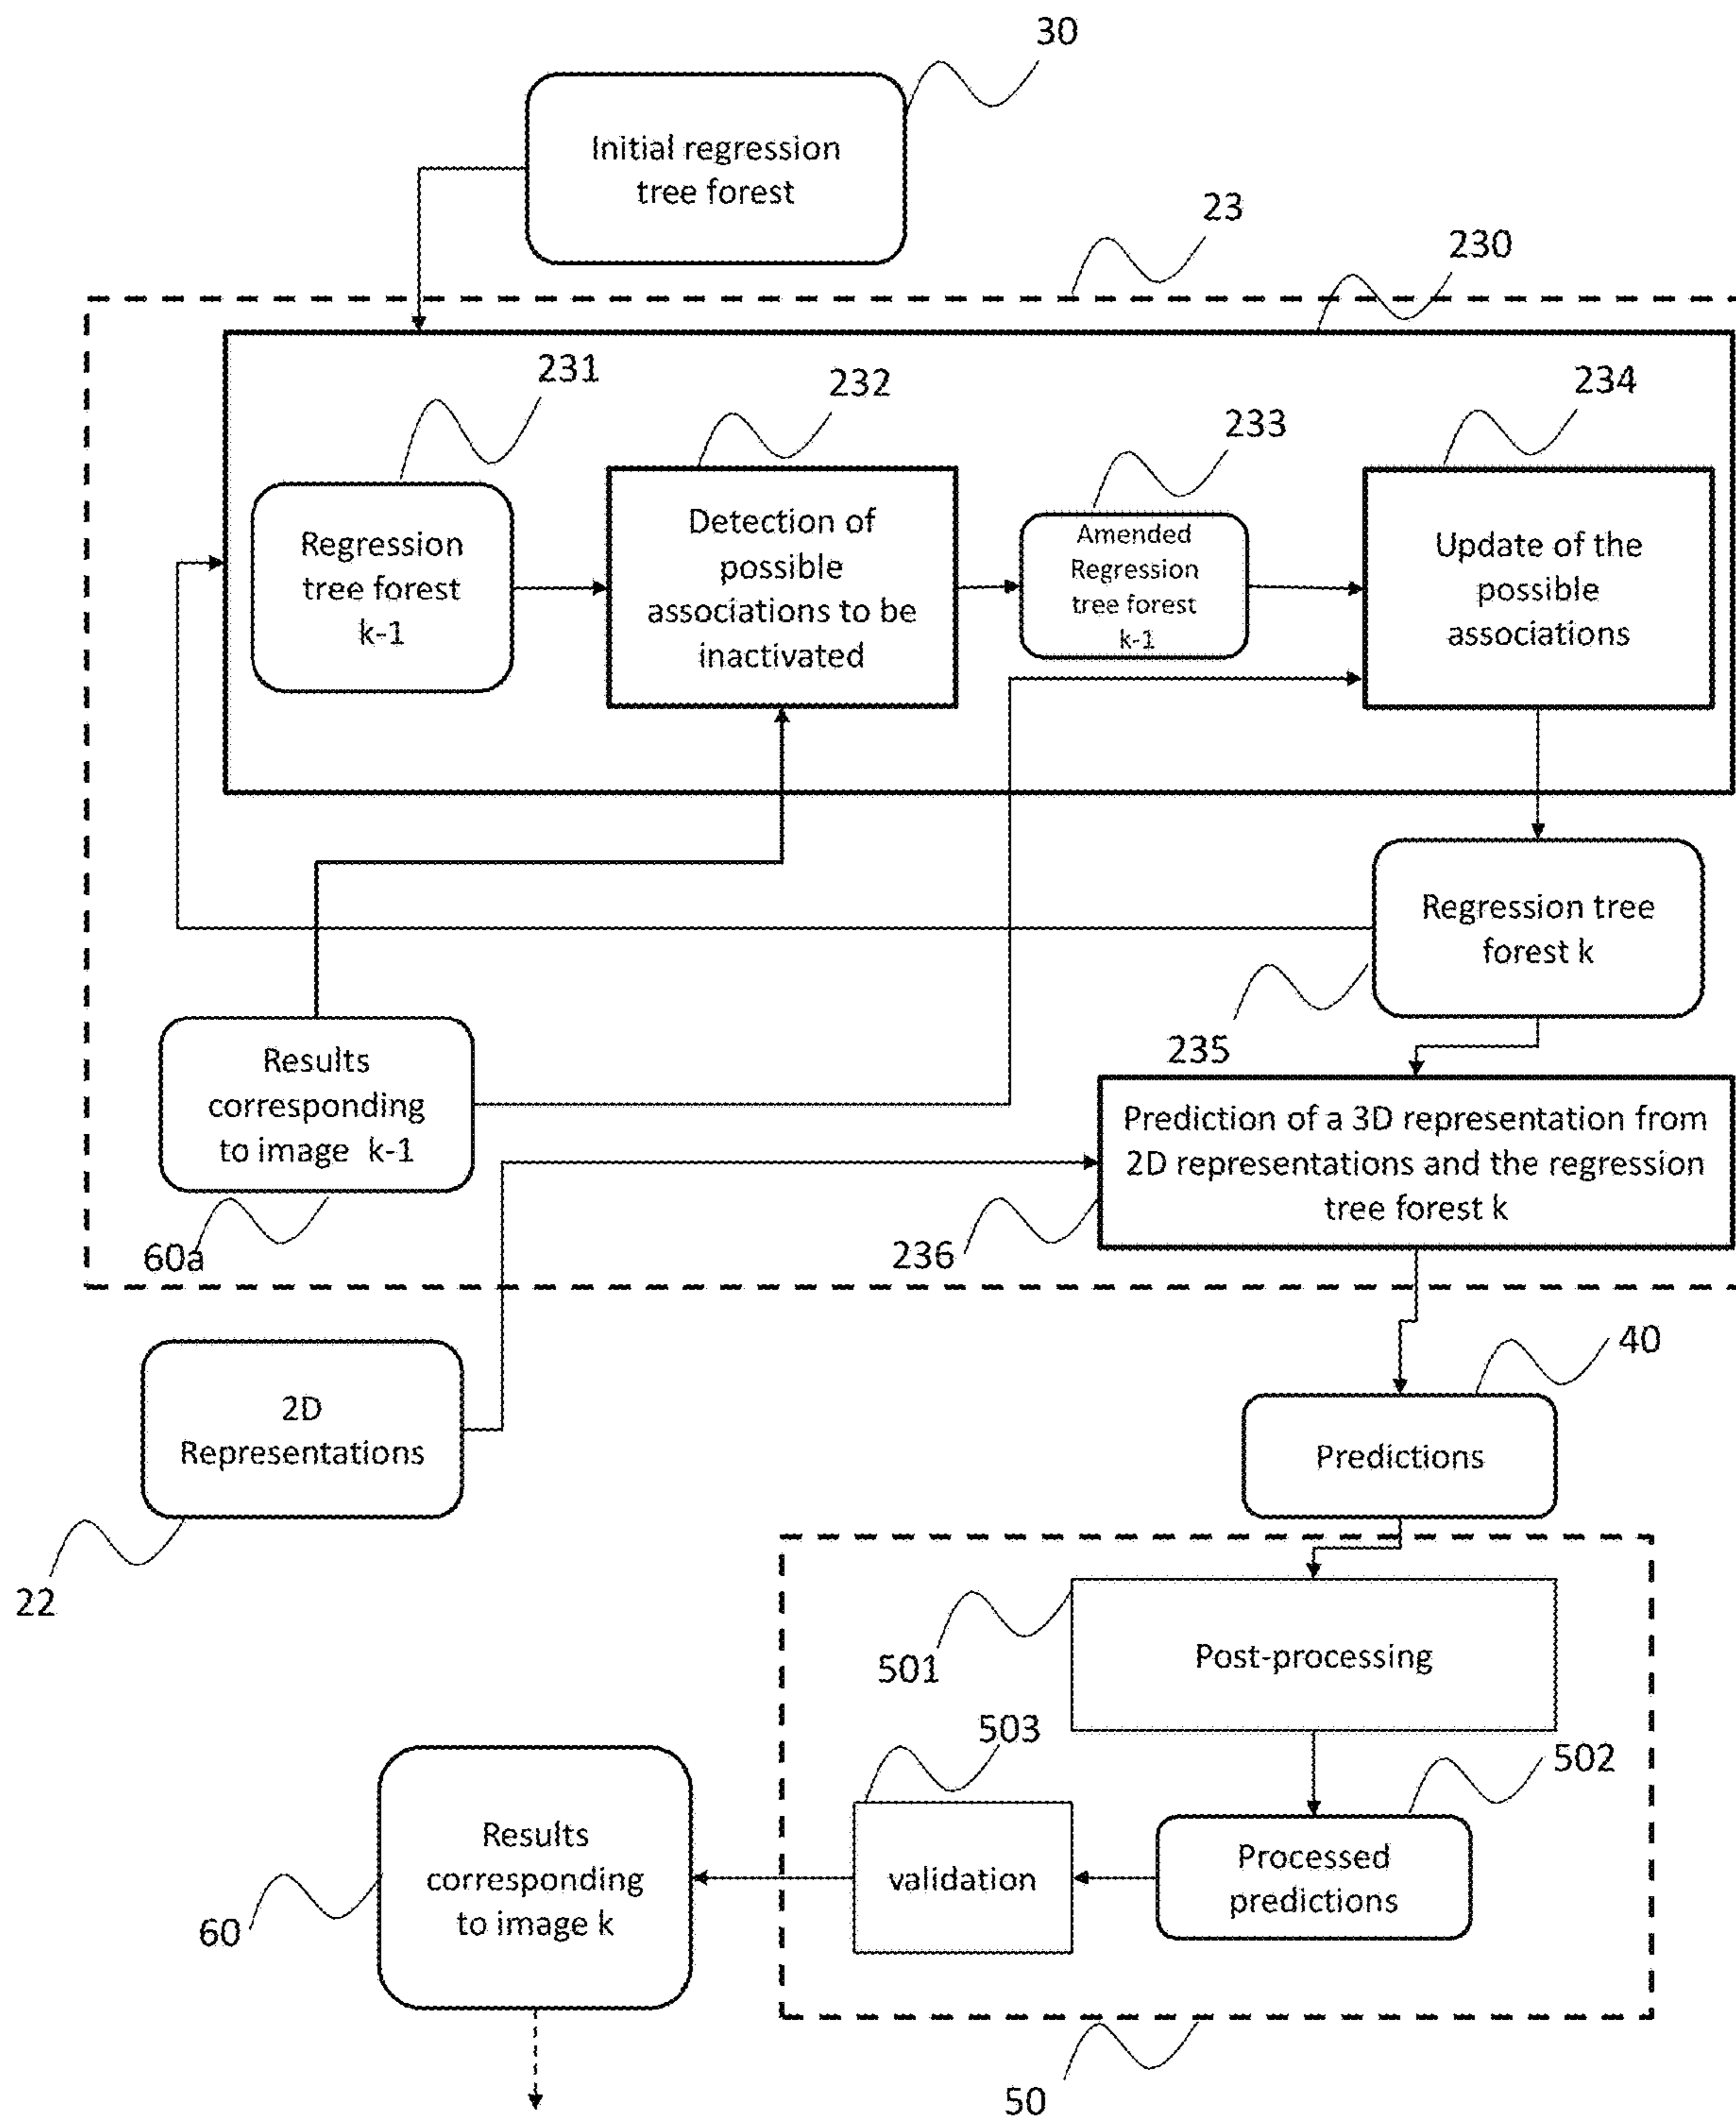 30
Initial regression
tree forest
23
230
231
232
233
234
Regression
tree forest
k-1
Detection of
possible
associations to be
inactivated
Amended
Regression
tree forest
k-1
Update of the
possible
associations
Regression tree
forest k
235
Results
corresponding
to image k-1
60a
Prediction of a 3D representation from
2D representations and the regression
tree forest k
236
2D
Representations
22
40
Predictions
501
Post-processing
503
502
Results
corresponding
to image k
60
validation
Processed
predictions
50